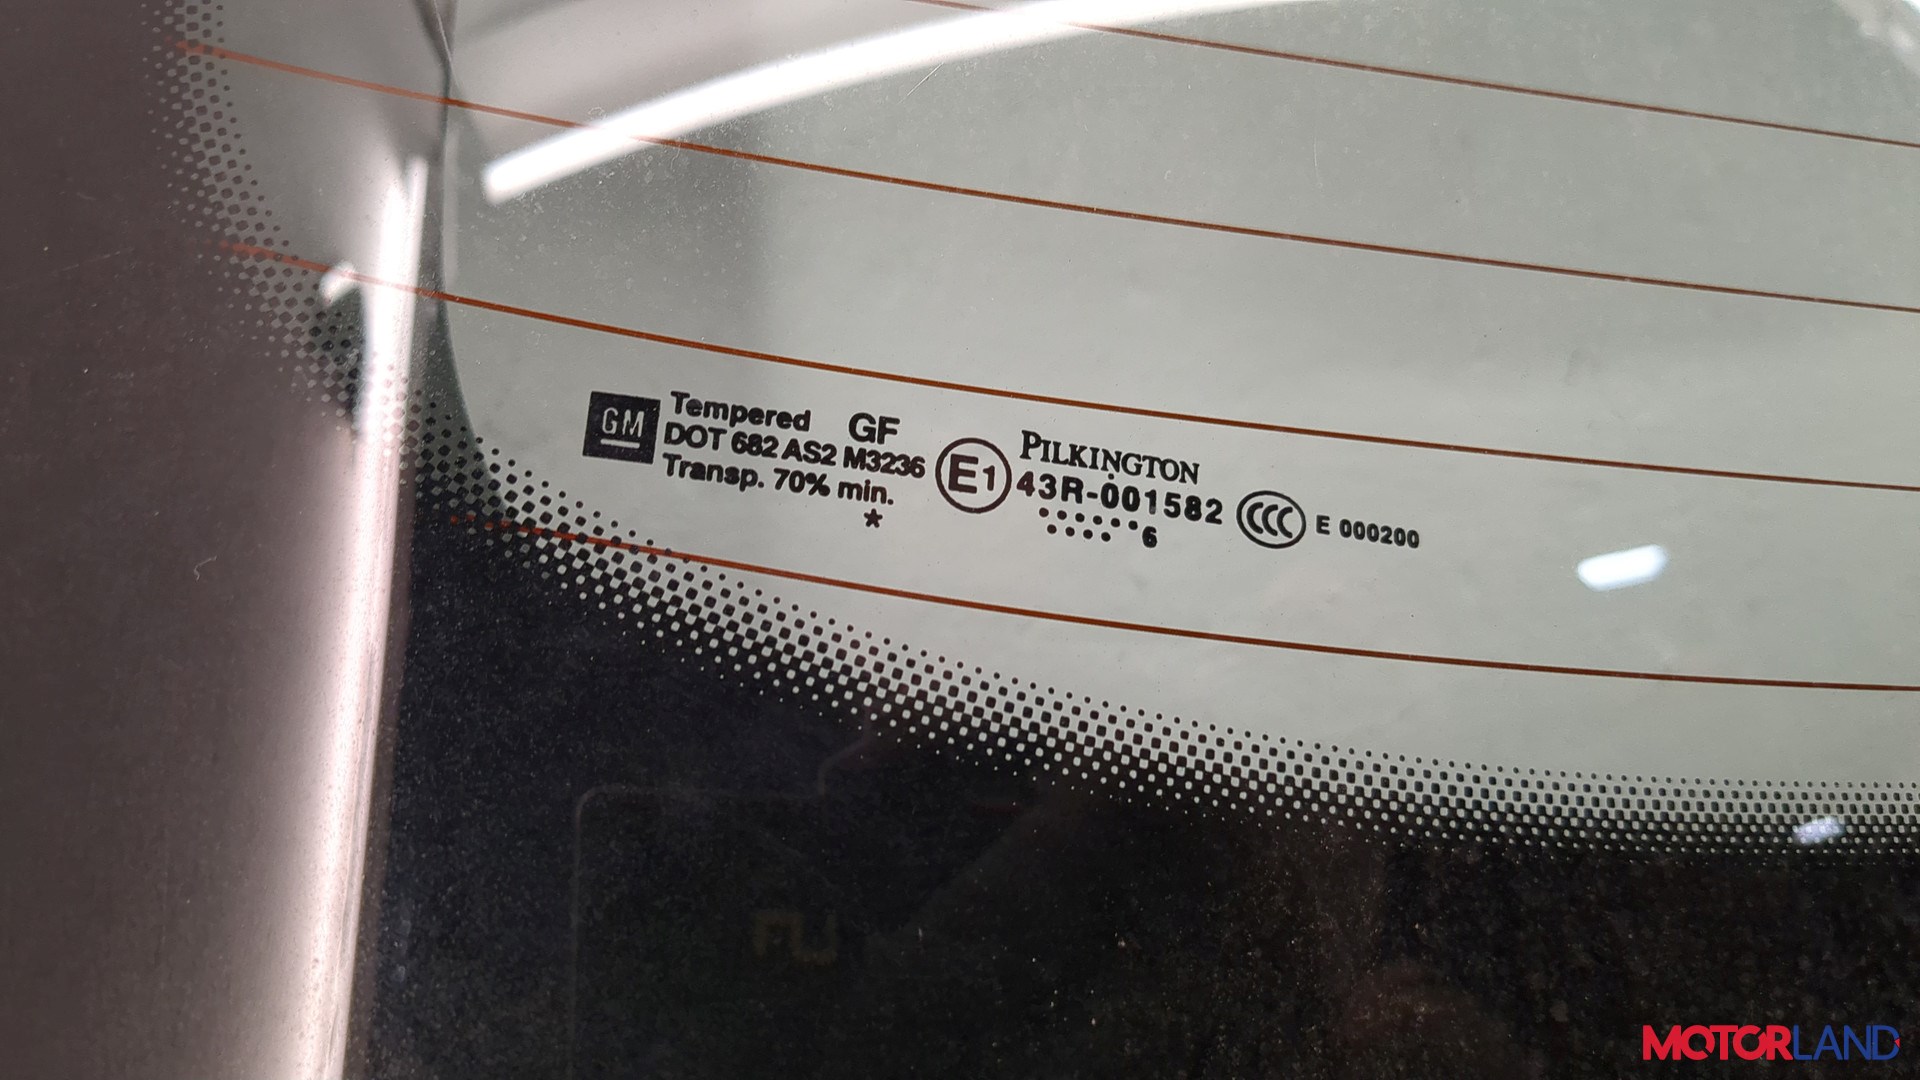 GM
Tempered GF
DOT 682 AS2 M3236
Transp. 70% min.
*
E1
PILKINGTON
43R-001582
6
CCC E 000200
MOTORLAND